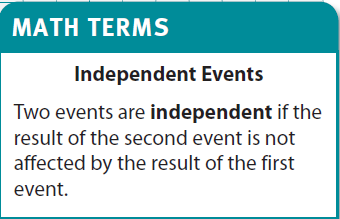 MATH TERMS
Independent Events
Two events are independent if the
result of the second event is not
affected by the result of the first
event.